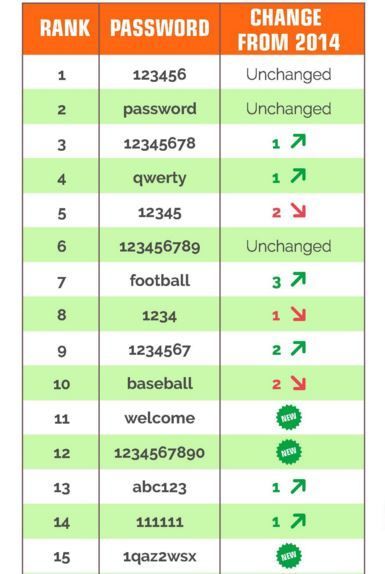 RANK PASSWORD CHANGE FROM 2014
1 123456 Unchanged
2 password Unchanged
3 12345678 1 ↗
4 qwerty 1 ↗
5 12345 2 ↘
6 123456789 Unchanged
7 football 3 ↗
8 1234 1 ↘
9 1234567 2 ↗
10 baseball 2 ↘
11 welcome NEW
12 1234567890 NEW
13 abc123 1 ↗
14 111111 1 ↗
15 1qaz2wsx NEW